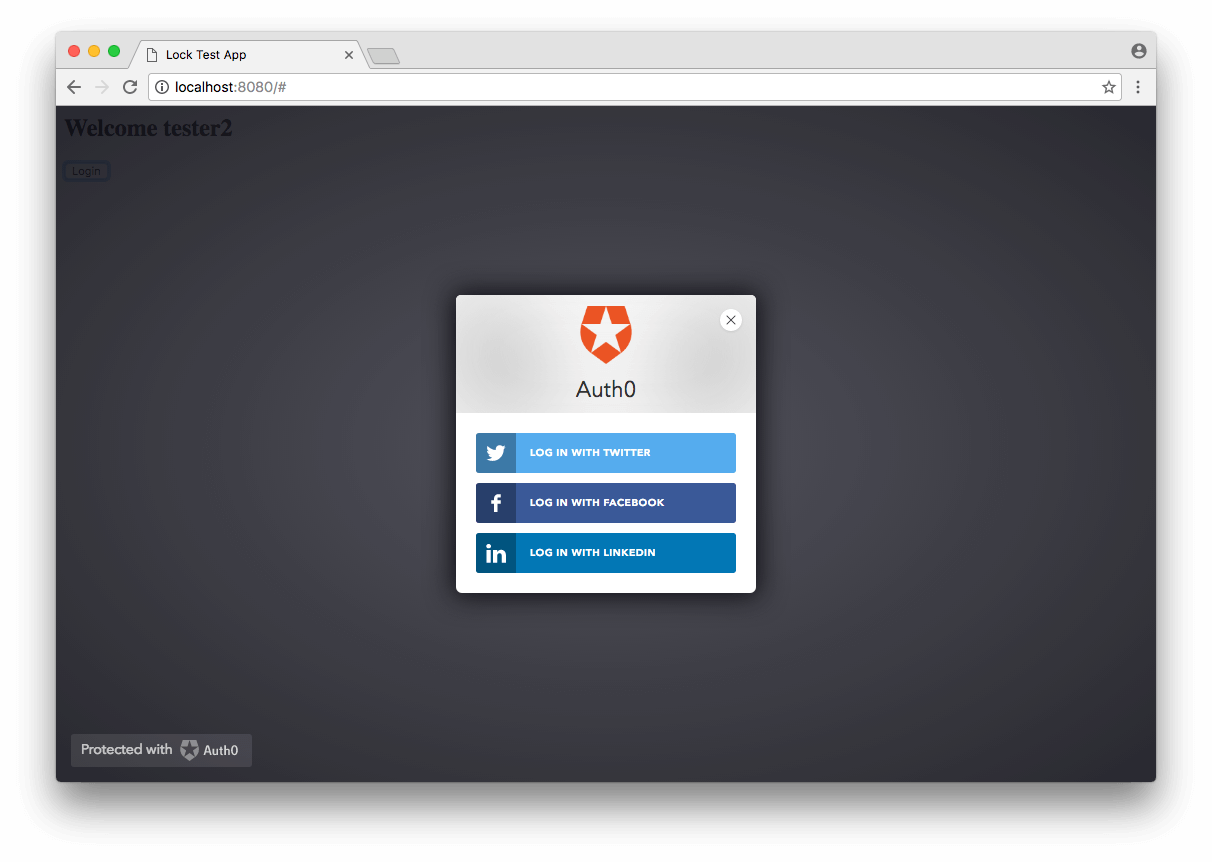 Lock Test App
localhost:8080/#
Welcome tester2
Login
Auth0
LOG IN WITH TWITTER
LOG IN WITH FACEBOOK
LOG IN WITH LINKEDIN
Protected with Auth0